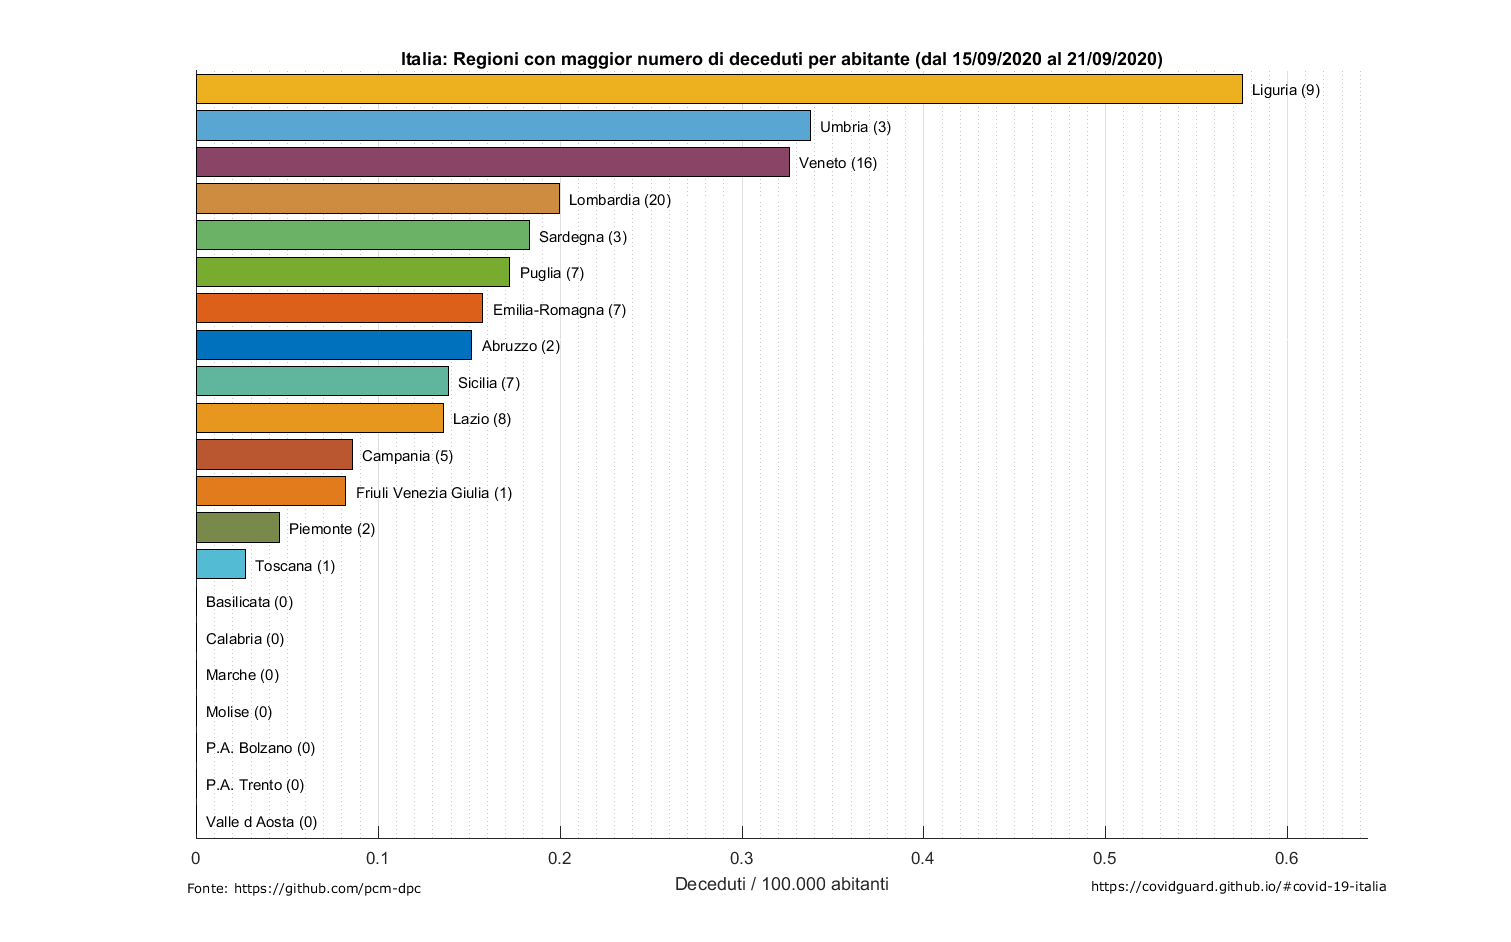 Italia: Regioni con maggior numero di deceduti per abitante (dal 15/09/2020 al 21/09/2020)
Liguria (9)
Umbria (3)
Veneto (16)
Lombardia (20)
Sardegna (3)
Puglia (7)
Emilia-Romagna (7)
Abruzzo (2)
Sicilia (7)
Lazio (8)
Campania (5)
Friuli Venezia Giulia (1)
Piemonte (2)
Toscana (1)
Basilicata (0)
Calabria (0)
Marche (0)
Molise (0)
P.A. Bolzano (0)
P.A. Trento (0)
Valle d Aosta (0)
0 0.1 0.2 0.3 0.4 0.5 0.6
Deceduti / 100.000 abitanti
Fonte: https://github.com/pcm-dpc
https://covidguard.github.io/#covid-19-italia